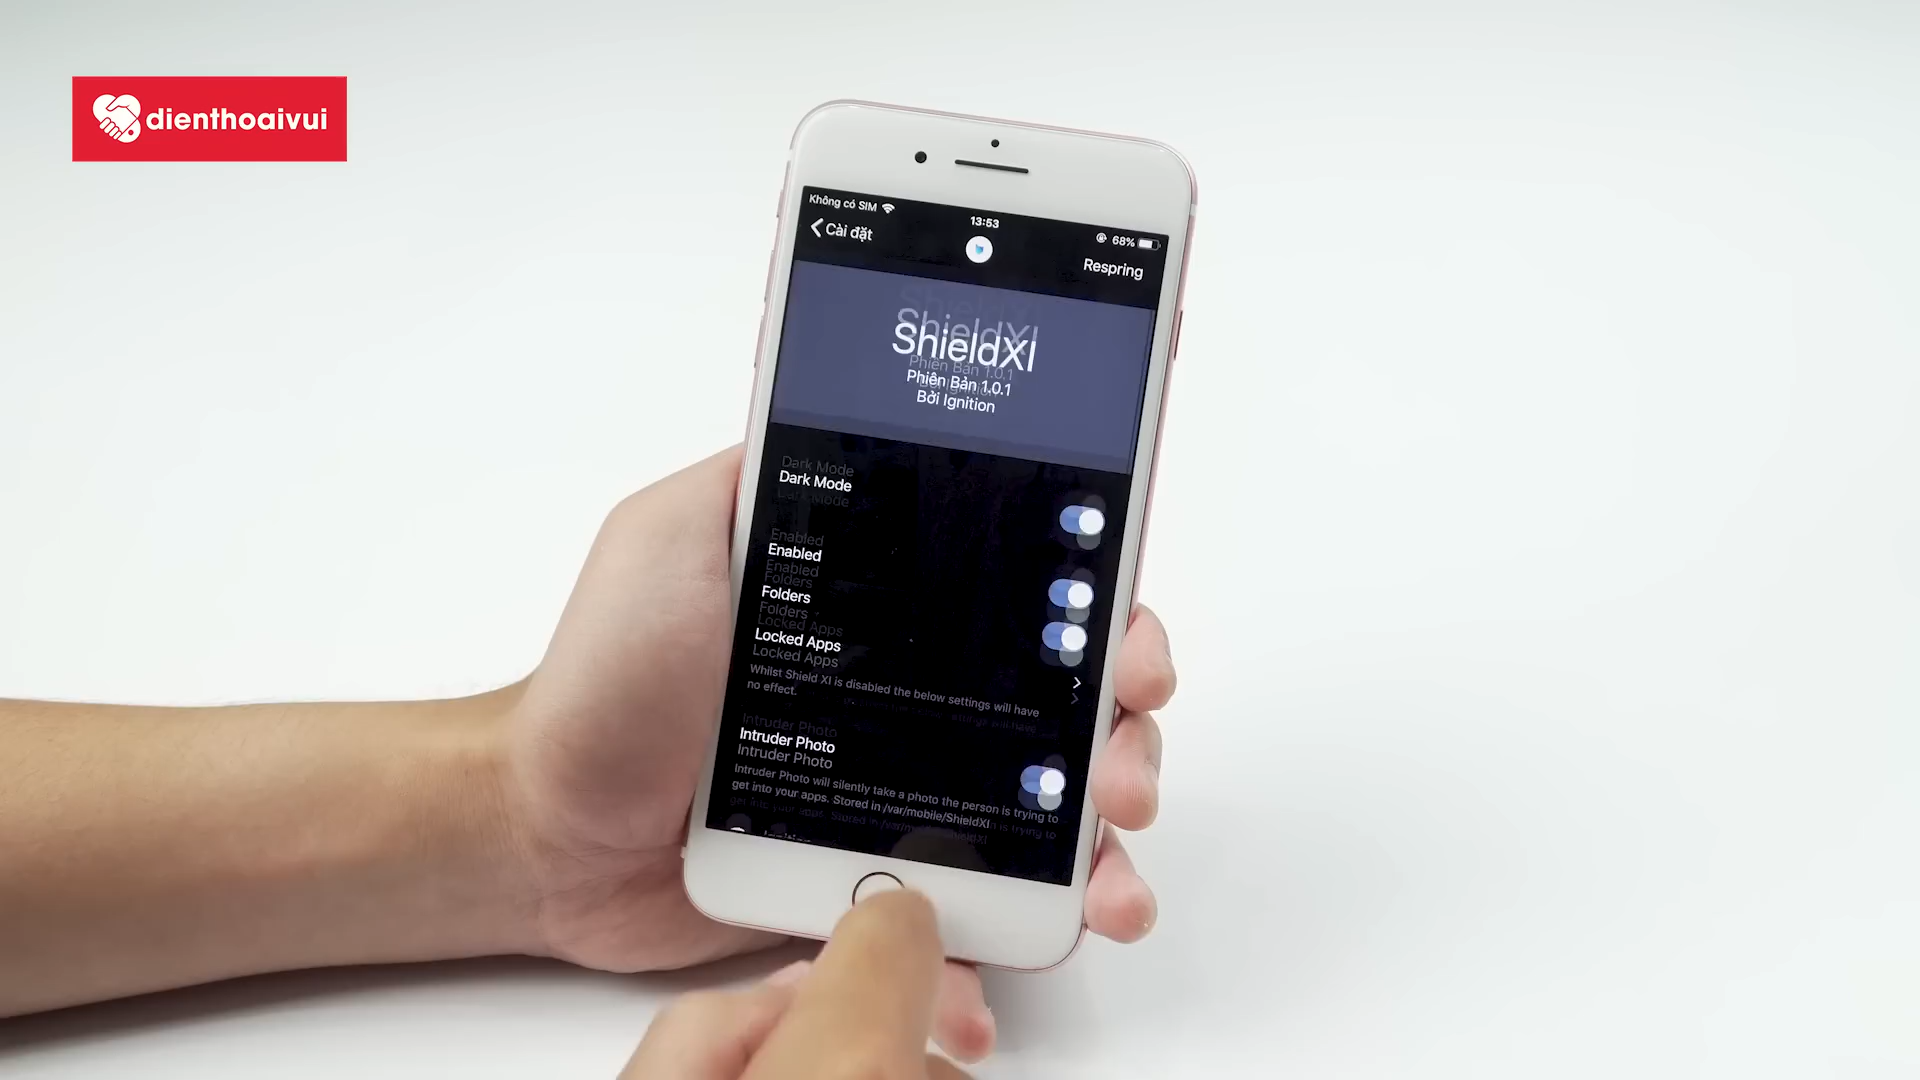 dienthoaivui
Không có SIM
13:53
68%
Cài đặt
Respring
ShieldXI
Phiên Bản 1.0.1
Bởi Ignition
Dark Mode
Enabled
Folders
Locked Apps
Whilst Shield XI is disabled the below settings will have
no effect.
Intruder Photo
Intruder Photo will silently take a photo the person is trying to
get into your apps. Stored in /var/mobile/ShieldXI